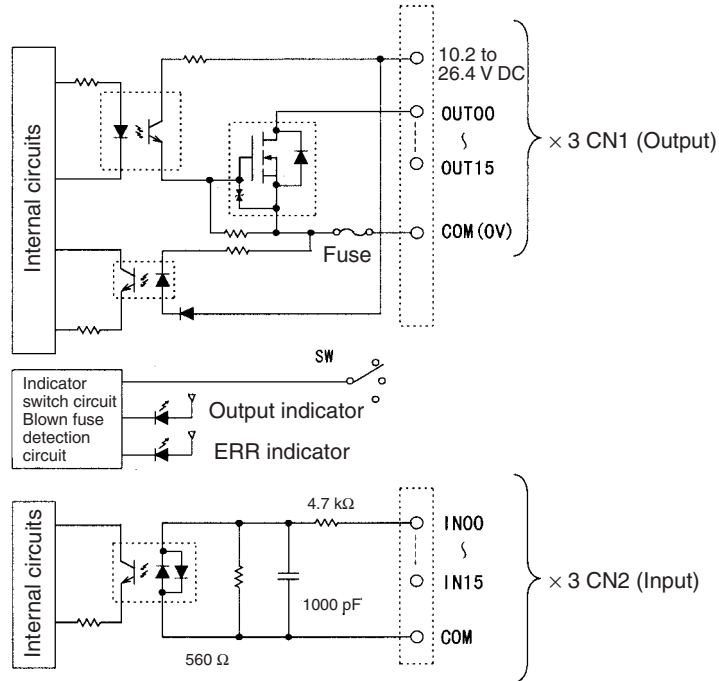 Internal circuits
10.2 to
26.4 V DC
OUT00
OUT15
COM(0V)
Fuse
× 3 CN1 (Output)
SW
Indicator
switch circuit
Blown fuse
detection
circuit
Output indicator
ERR indicator
Internal circuits
4.7 kΩ
1000 pF
560 Ω
IN00
IN15
COM
× 3 CN2 (Input)